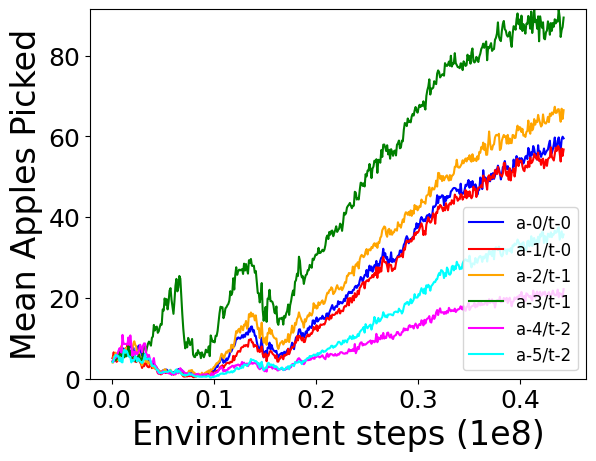 Mean Apples Picked
80
60
40
20
0
0.0 0.1 0.2 0.3 0.4
Environment steps (1e8)
a-0/t-0
a-1/t-0
a-2/t-1
a-3/t-1
a-4/t-2
a-5/t-2